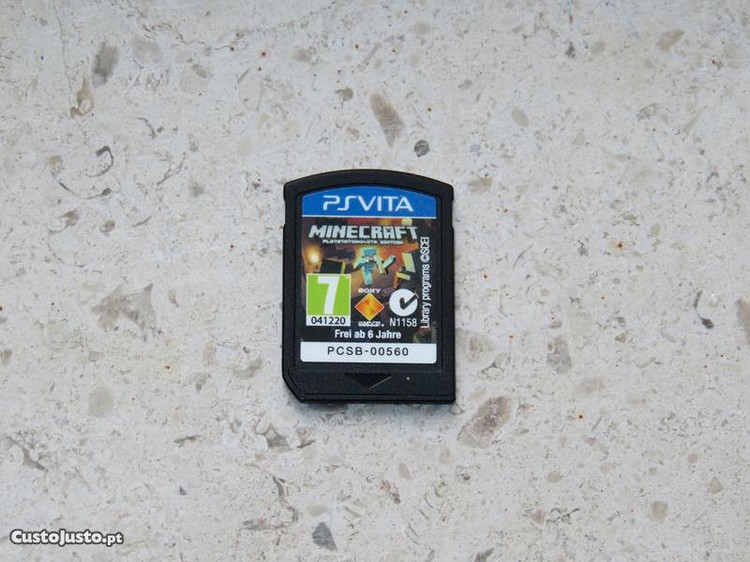 PSVITA
MINECRAFT
PLAYSTATION®VITA EDITION
7
041220
SONY
N1158
Library programs ©SCEI
Frei ab 6 Jahre
PCSB-00560
CustoJusto.pt